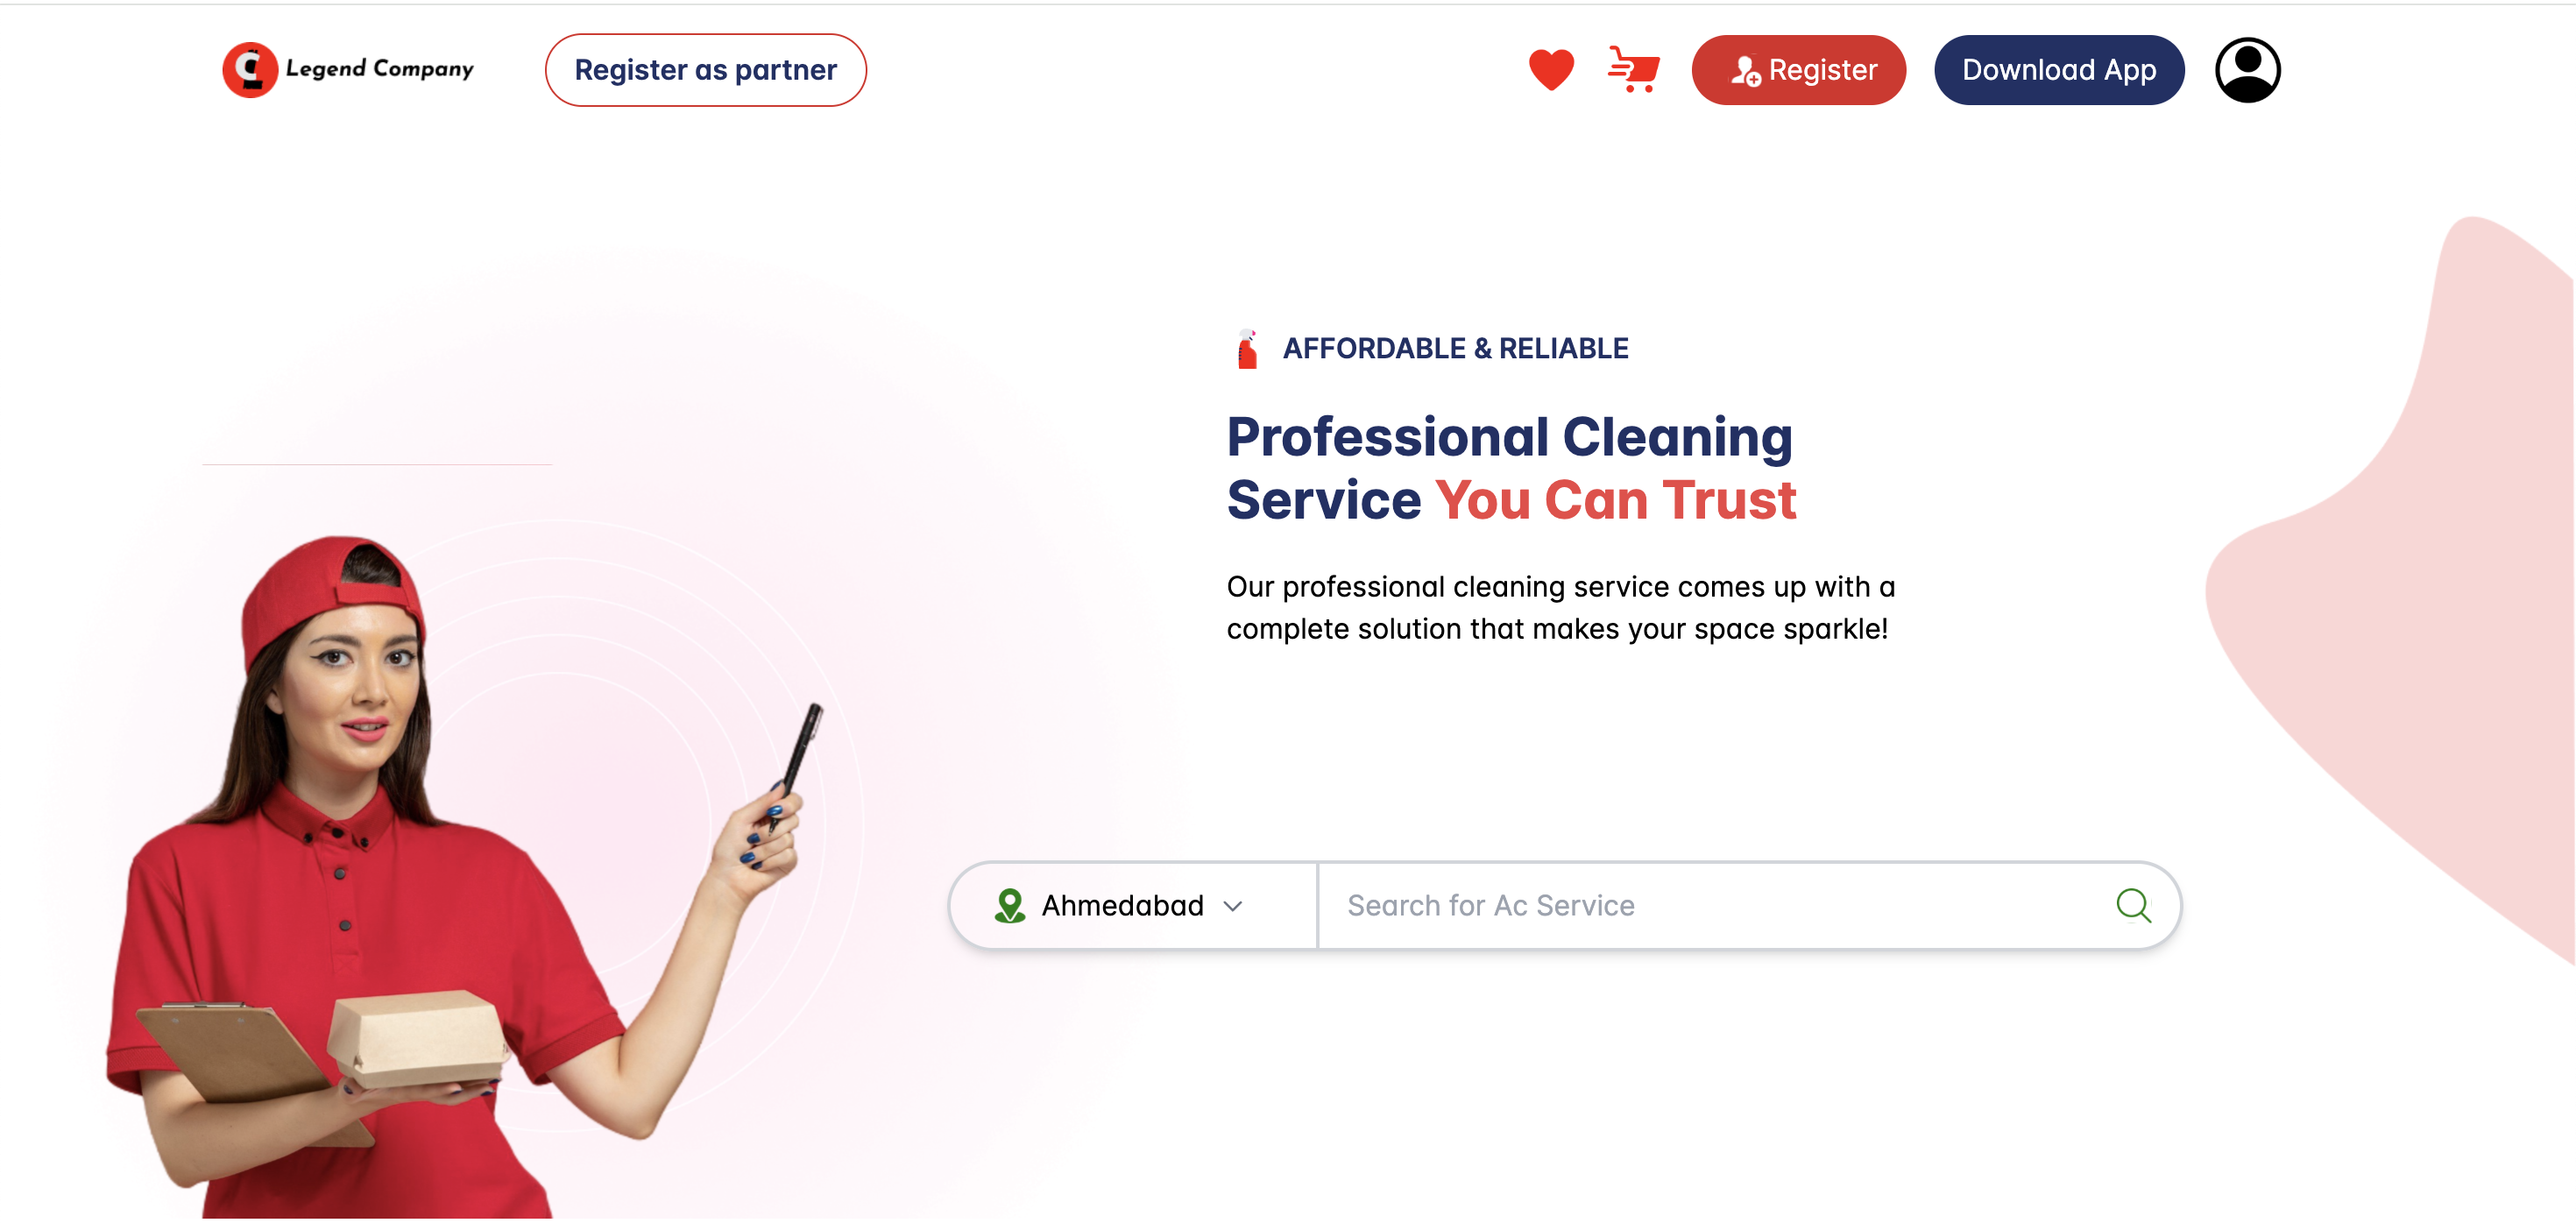 Legend Company
Register as partner
Register
Download App
AFFORDABLE & RELIABLE
Professional Cleaning
Service You Can Trust
Our professional cleaning service comes up with a
complete solution that makes your space sparkle!
Ahmedabad
Search for Ac Service